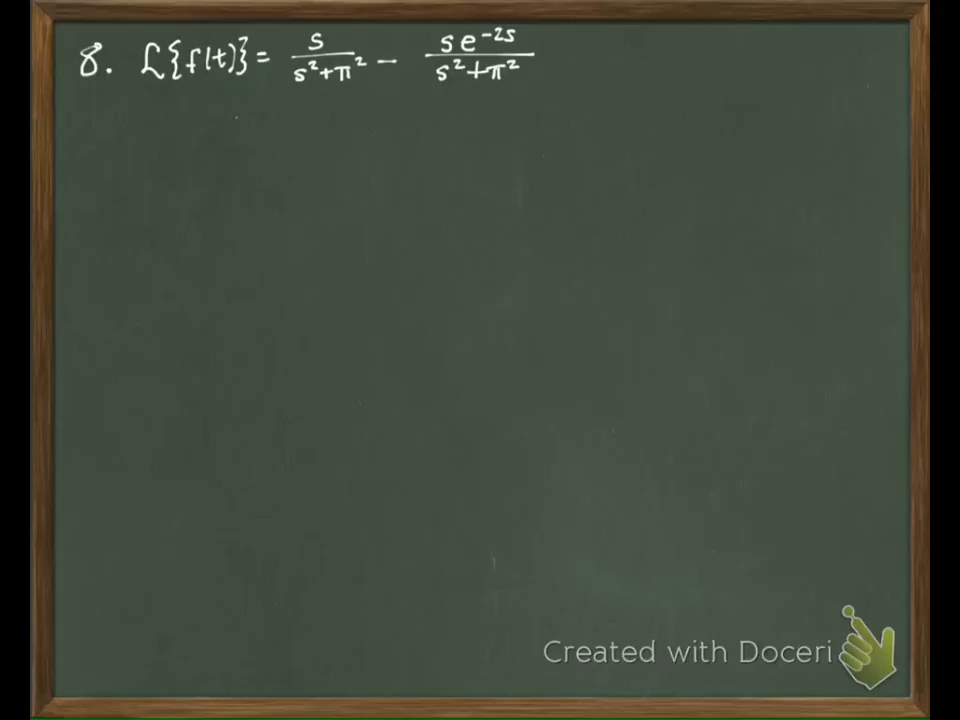 8. ℒ{f(t)} = s/(s²+π²) − se^(−2s)/(s²+π²)
Created with Doceri